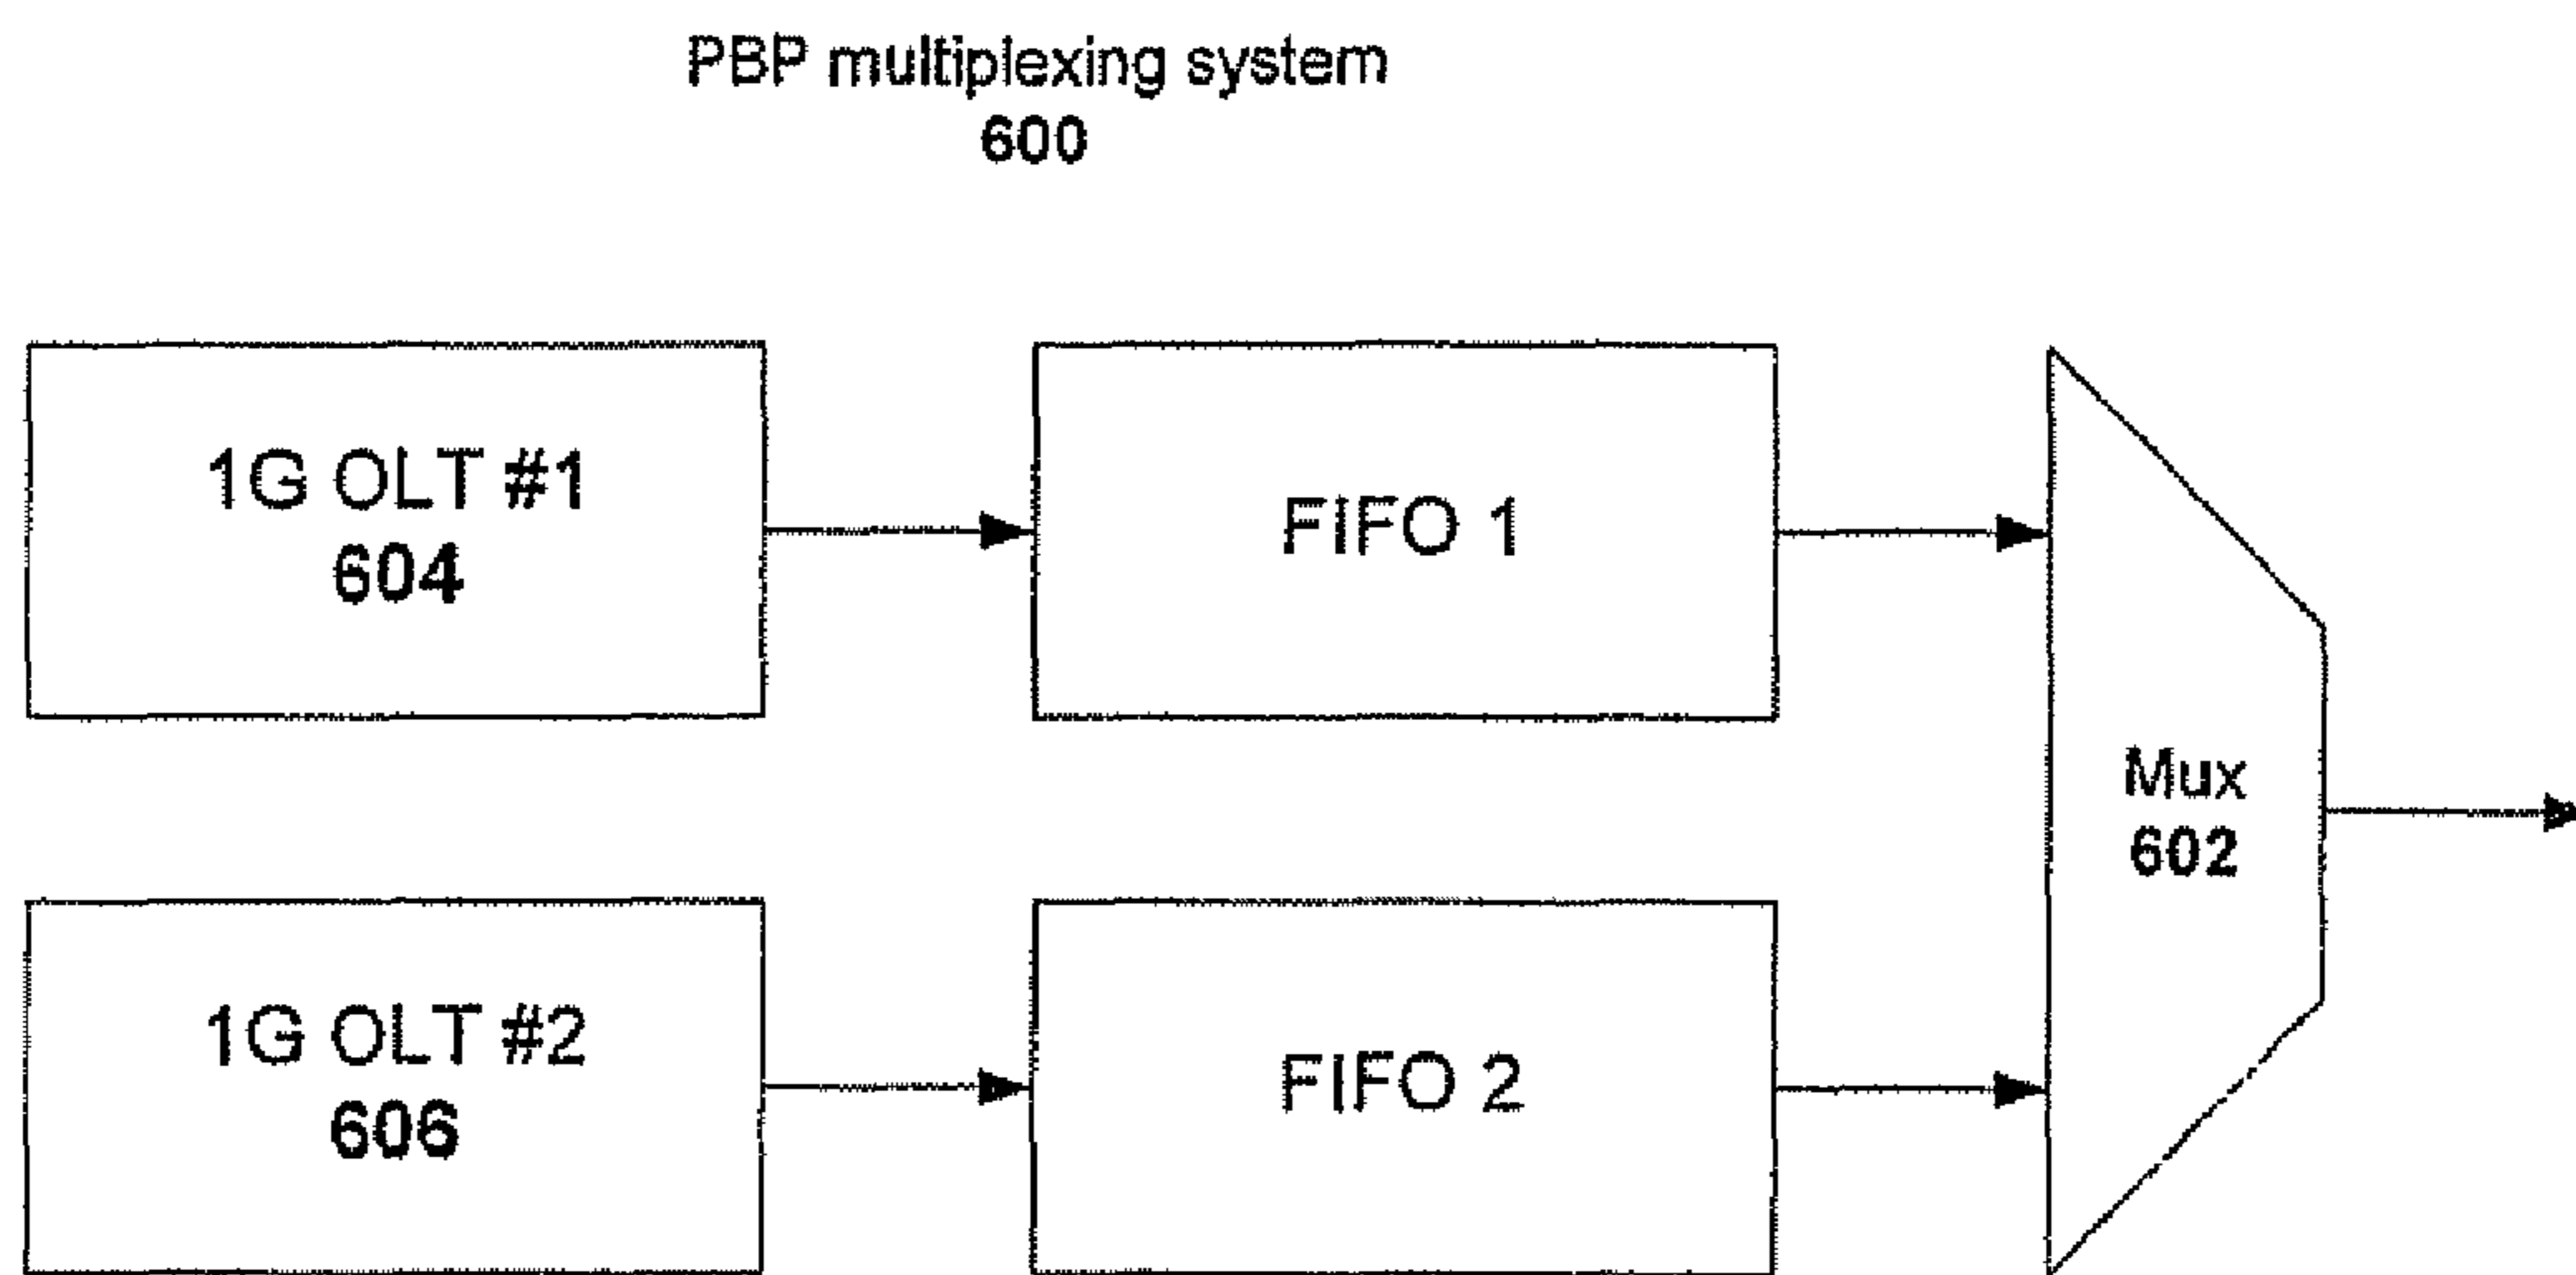 PBP multiplexing system
600
1G OLT #1
604
FIFO 1
Mux
602
1G OLT #2
606
FIFO 2